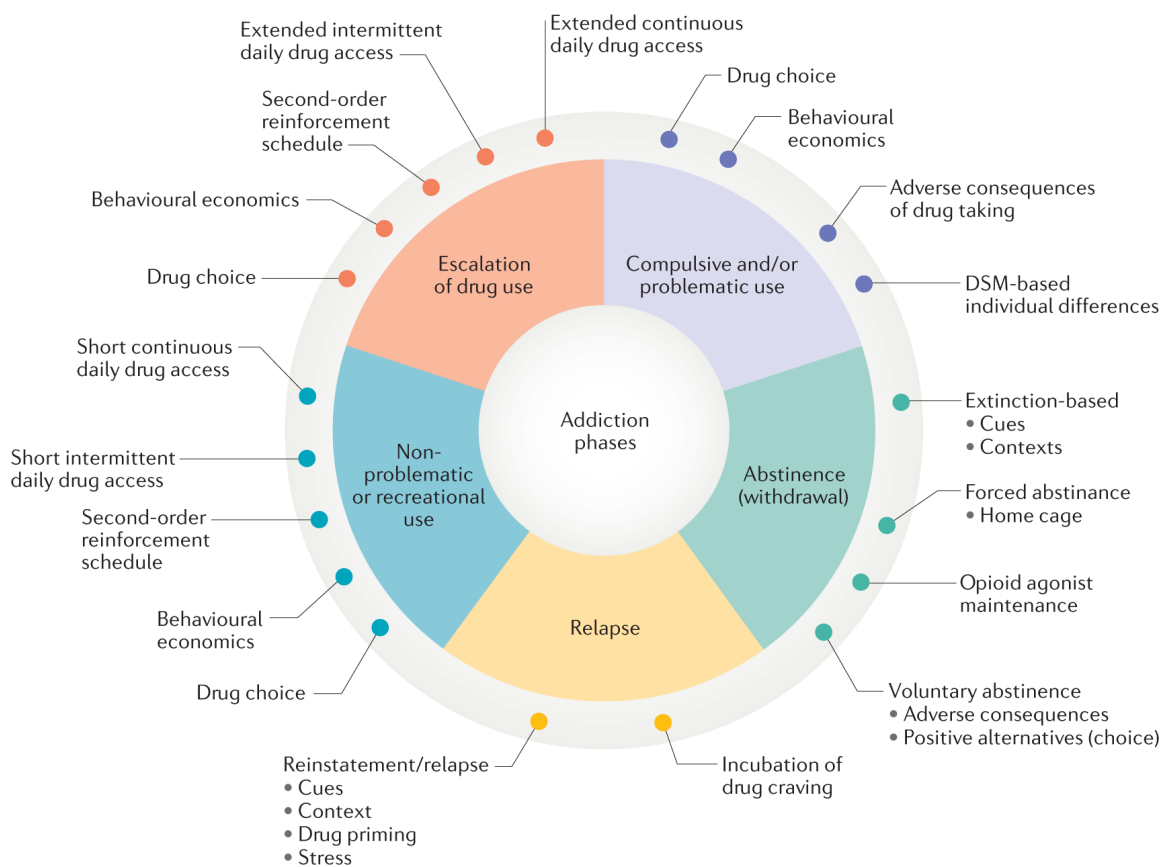 Extended intermittent
daily drug access
Extended continuous
daily drug access
Drug choice
Second-order
reinforcement
schedule
Behavioural
economics
Behavioural economics
Adverse consequences
of drug taking
Drug choice
Escalation
of drug use
Compulsive and/or
problematic use
DSM-based
individual differences
Short continuous
daily drug access
Extinction-based
• Cues
• Contexts
Addiction
phases
Short intermittent
daily drug access
Non-
problematic
or recreational
use
Abstinence
(withdrawal)
Forced abstinance
• Home cage
Second-order
reinforcement
schedule
Opioid agonist
maintenance
Behavioural
economics
Relapse
Drug choice
Voluntary abstinence
• Adverse consequences
• Positive alternatives (choice)
Reinstatement/relapse
• Cues
• Context
• Drug priming
• Stress
Incubation of
drug craving